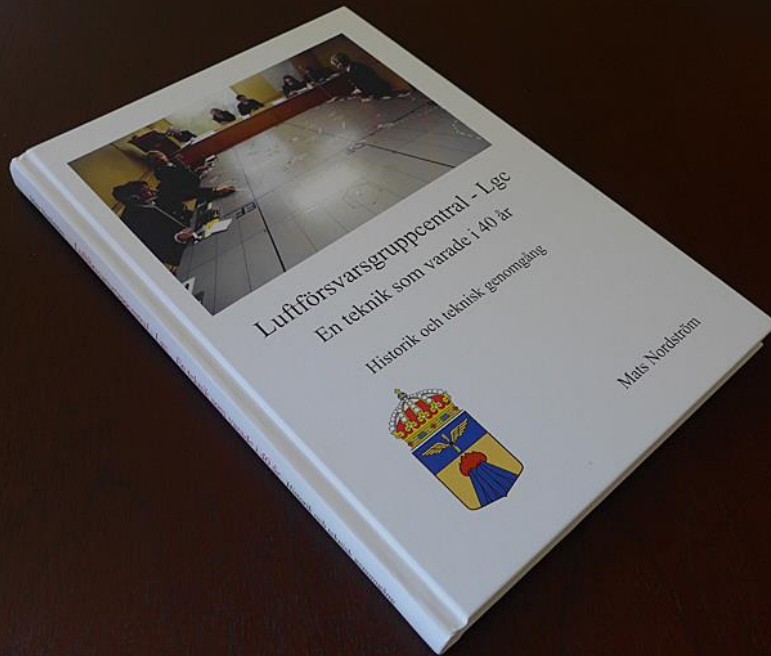 Luftförsvarsgruppcentral - Lgc
En teknik som varade i 40 år
Historik och teknisk genomgång
Mats Nordström